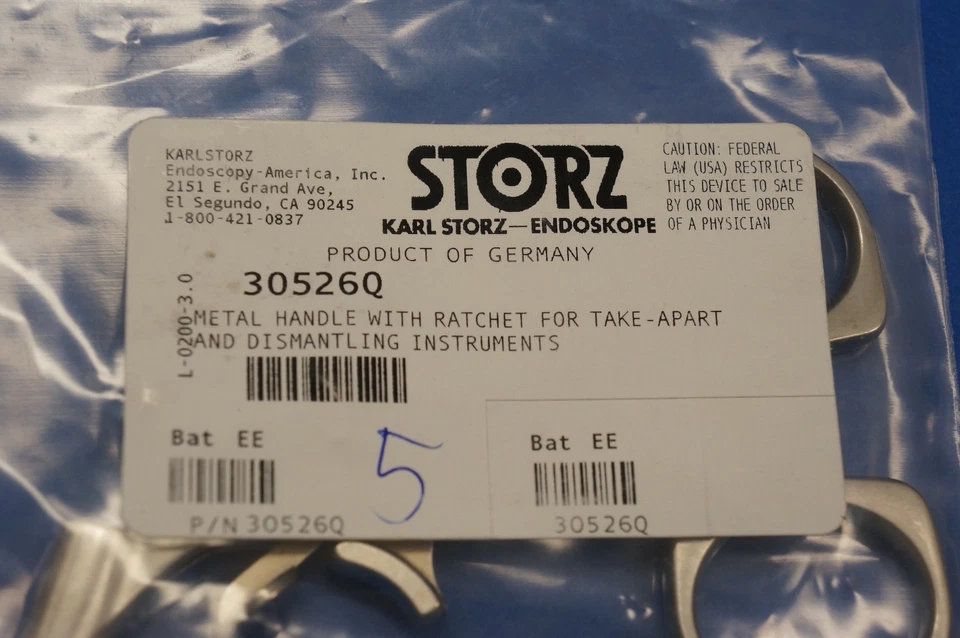 KARLSTORZ
Endoscopy-America, Inc.
2151 E. Grand Ave,
El Segundo, CA 90245
1-800-421-0837
STORZ
KARL STORZ—ENDOSKOPE
CAUTION: FEDERAL
LAW (USA) RESTRICTS
THIS DEVICE TO SALE
BY OR ON THE ORDER
OF A PHYSICIAN
PRODUCT OF GERMANY
30526Q
L-0200-3.0
METAL HANDLE WITH RATCHET FOR TAKE-APART
AND DISMANTLING INSTRUMENTS
Bat EE
P/N 30526Q
5
Bat EE
30526Q